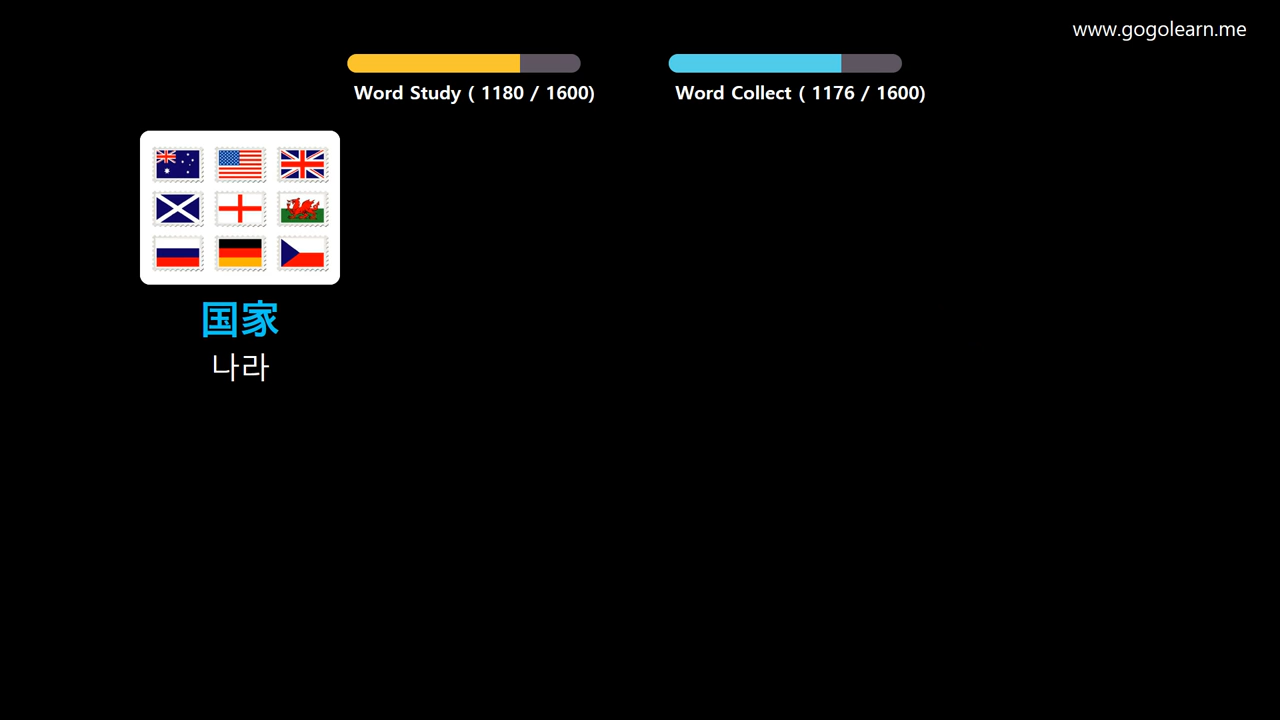 www.gogolearn.me
Word Study ( 1180 / 1600)
Word Collect ( 1176 / 1600)
国家
나라